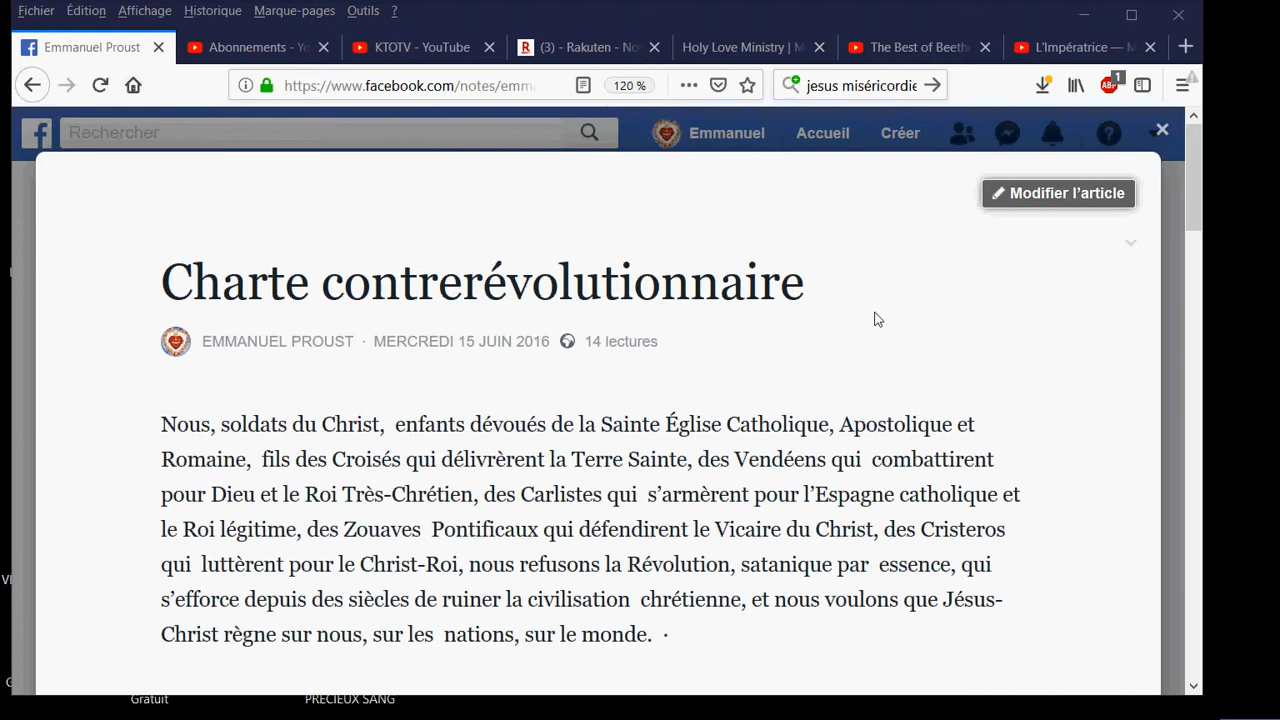 Fichier Édition Affichage Historique Marque-pages Outils ?
Emmanuel Proust
Abonnements - Yo
KTOTV - YouTube
(3) - Rakuten - No
Holy Love Ministry | M
The Best of Beeth
L'Impératrice — M
https://www.facebook.com/notes/emm
120 %
jesus miséricordie
ABP
1
Rechercher
Emmanuel
Accueil
Créer
Modifier l'article
Charte contrerévolutionnaire
EMMANUEL PROUST · MERCREDI 15 JUIN 2016 14 lectures
Nous, soldats du Christ, enfants dévoués de la Sainte Église Catholique, Apostolique et
Romaine, fils des Croisés qui délivrèrent la Terre Sainte, des Vendéens qui combattirent
pour Dieu et le Roi Très-Chrétien, des Carlistes qui s'armèrent pour l'Espagne catholique et
le Roi légitime, des Zouaves Pontificaux qui défendirent le Vicaire du Christ, des Cristeros
qui luttèrent pour le Christ-Roi, nous refusons la Révolution, satanique par essence, qui
s'efforce depuis des siècles de ruiner la civilisation chrétienne, et nous voulons que Jésus-
Christ règne sur nous, sur les nations, sur le monde. ·
Gratuit
PRECIEUX SANG